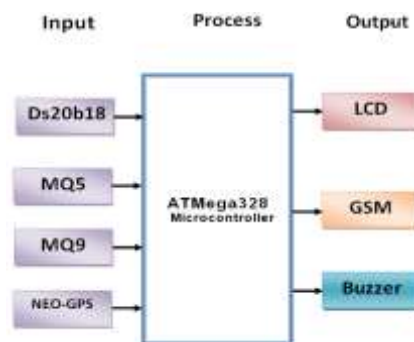 Input Process Output
Ds20b18
MQ5
MQ9
NEO-GPS
ATMega328
Microcontroller
LCD
GSM
Buzzer